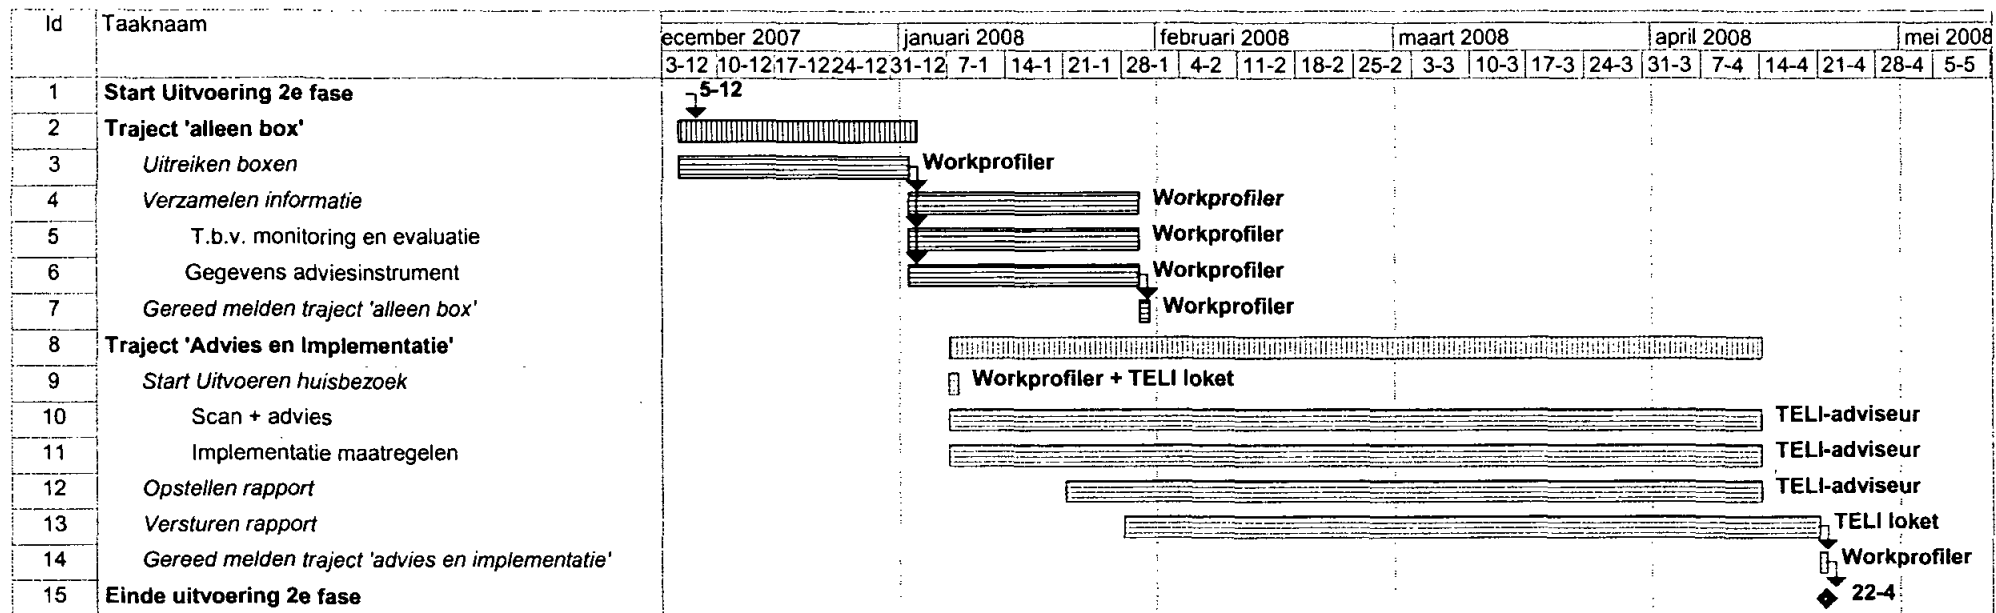 Id Taaknaam
ecember 2007 januari 2008 februari 2008 maart 2008 april 2008 mei 2008
3-12 10-12 17-12 24-12 31-12 7-1 14-1 21-1 28-1 4-2 11-2 18-2 25-2 3-3 10-3 17-3 24-3 31-3 7-4 14-4 21-4 28-4 5-5
1 Start Uitvoering 2e fase 5-12
2 Traject 'alleen box'
3 Uitreiken boxen Workprofiler
4 Verzamelen informatie Workprofiler
5 T.b.v. monitoring en evaluatie Workprofiler
6 Gegevens adviesinstrument Workprofiler
7 Gereed melden traject 'alleen box' Workprofiler
8 Traject 'Advies en Implementatie'
9 Start Uitvoeren huisbezoek Workprofiler + TELI loket
10 Scan + advies TELI-adviseur
11 Implementatie maatregelen TELI-adviseur
12 Opstellen rapport TELI-adviseur
13 Versturen rapport TELI loket
14 Gereed melden traject 'advies en implementatie' Workprofiler
15 Einde uitvoering 2e fase 22-4